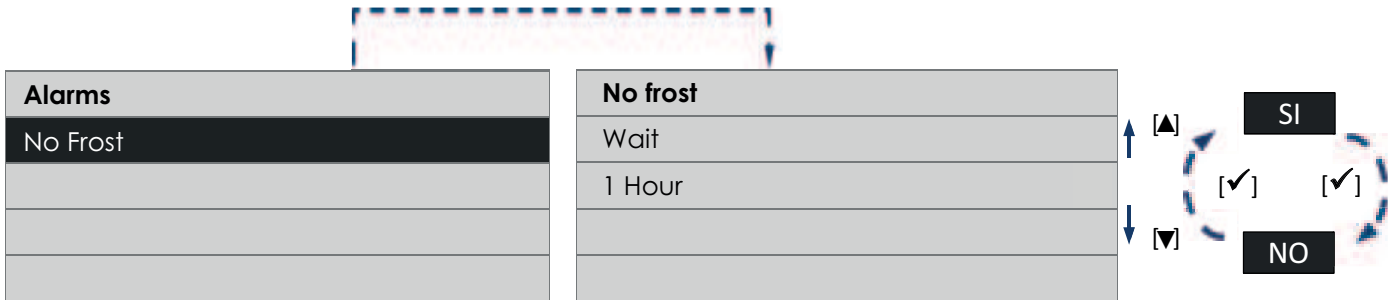 Alarms
No Frost
No frost
Wait
1 Hour
[▲]
[▼]
SI
[✓] [✓]
NO